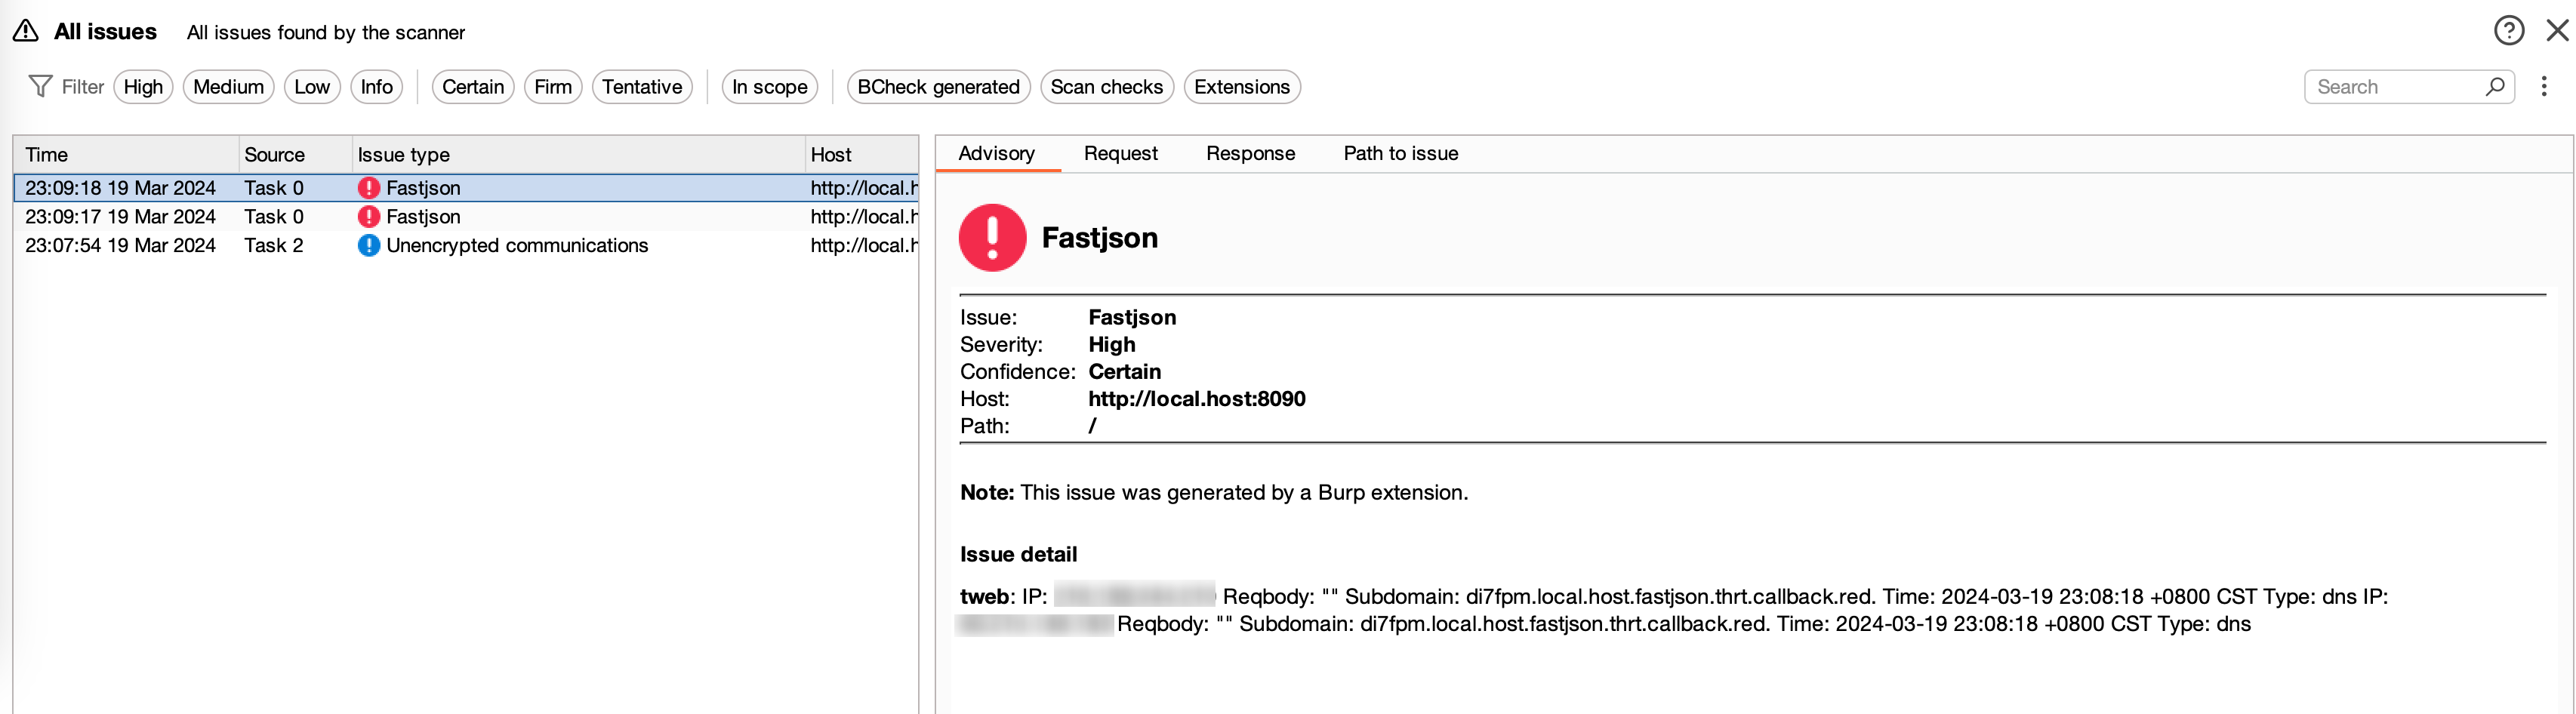 All issues All issues found by the scanner
Filter High Medium Low Info Certain Firm Tentative In scope BCheck generated Scan checks Extensions Search
Time Source Issue type Host
23:09:18 19 Mar 2024 Task 0 Fastjson http://local.h
23:09:17 19 Mar 2024 Task 0 Fastjson http://local.h
23:07:54 19 Mar 2024 Task 2 Unencrypted communications http://local.h
Advisory Request Response Path to issue
Fastjson
Issue: Fastjson
Severity: High
Confidence: Certain
Host: http://local.host:8090
Path: /
Note: This issue was generated by a Burp extension.
Issue detail
tweb: IP: Reqbody: "" Subdomain: di7fpm.local.host.fastjson.thrt.callback.red. Time: 2024-03-19 23:08:18 +0800 CST Type: dns IP:
Reqbody: "" Subdomain: di7fpm.local.host.fastjson.thrt.callback.red. Time: 2024-03-19 23:08:18 +0800 CST Type: dns